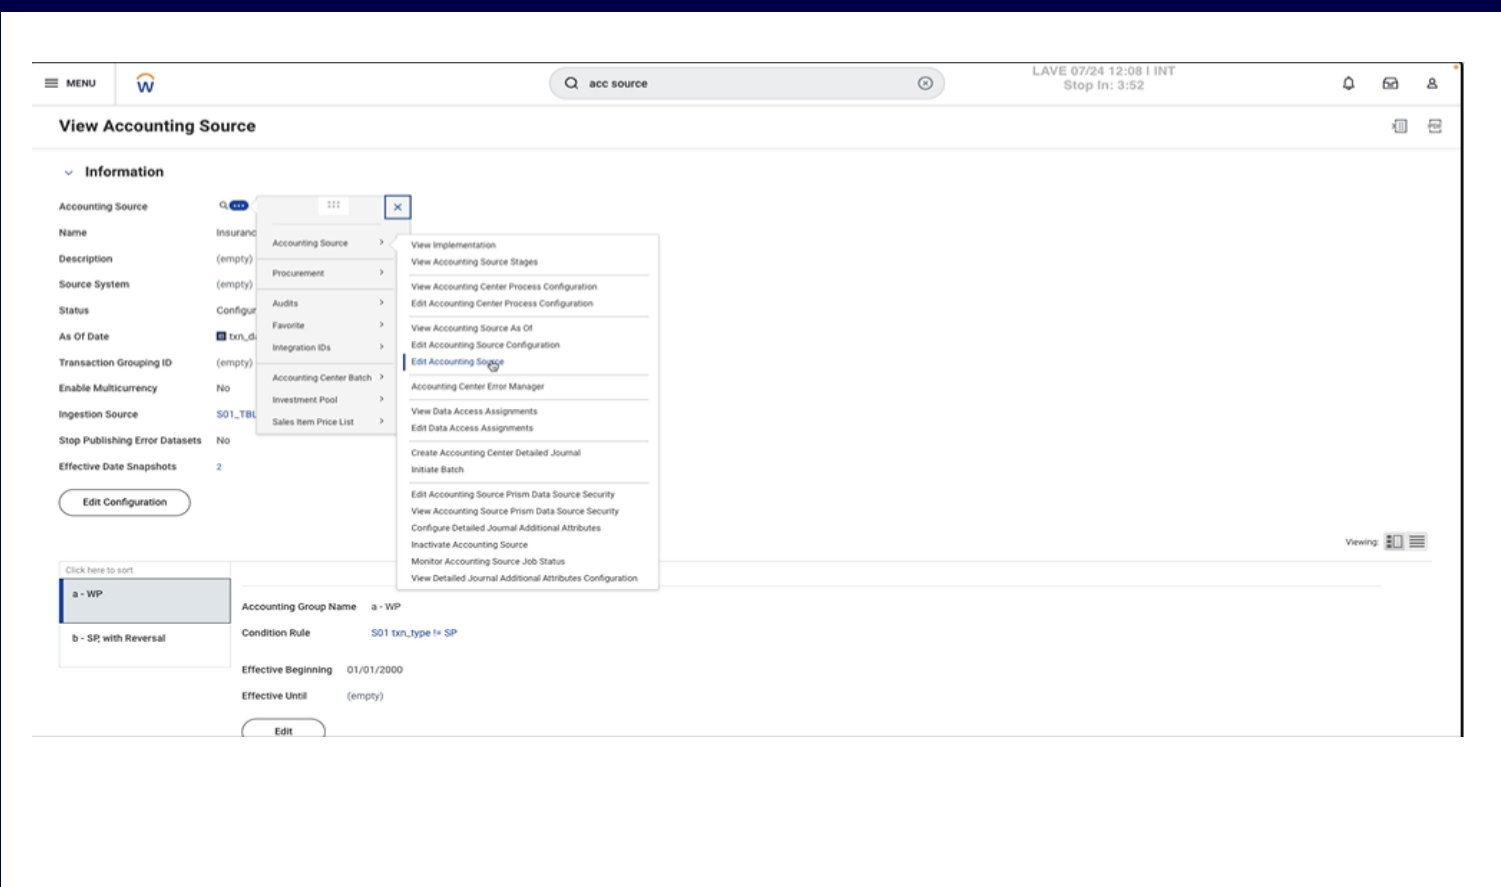 MENU
acc source
LAVE 07/24 12:08 | INT
Stop In: 3:52
View Accounting Source
Information
Accounting Source
Name
Insuranc
Description
(empty)
Source System
(empty)
Status
Configur
As Of Date
txn_da
Transaction Grouping ID
(empty)
Enable Multicurrency
No
Ingestion Source
S01_TBL
Stop Publishing Error Datasets
No
Effective Date Snapshots
2
Edit Configuration
Accounting Source
Procurement
Audits
Favorite
Integration IDs
Accounting Center Batch
Investment Pool
Sales Item Price List
View Implementation
View Accounting Source Stages
View Accounting Center Process Configuration
Edit Accounting Center Process Configuration
View Accounting Source As Of
Edit Accounting Source Configuration
Edit Accounting Source
Accounting Center Error Manager
View Data Access Assignments
Edit Data Access Assignments
Create Accounting Center Detailed Journal
Initiate Batch
Edit Accounting Source Prism Data Source Security
View Accounting Source Prism Data Source Security
Configure Detailed Journal Additional Attributes
Inactivate Accounting Source
Monitor Accounting Source Job Status
View Detailed Journal Additional Attributes Configuration
Viewing:
Click here to sort
a - WP
b - SP, with Reversal
Accounting Group Name
a - WP
Condition Rule
S01 txn_type != SP
Effective Beginning
01/01/2000
Effective Until
(empty)
Edit